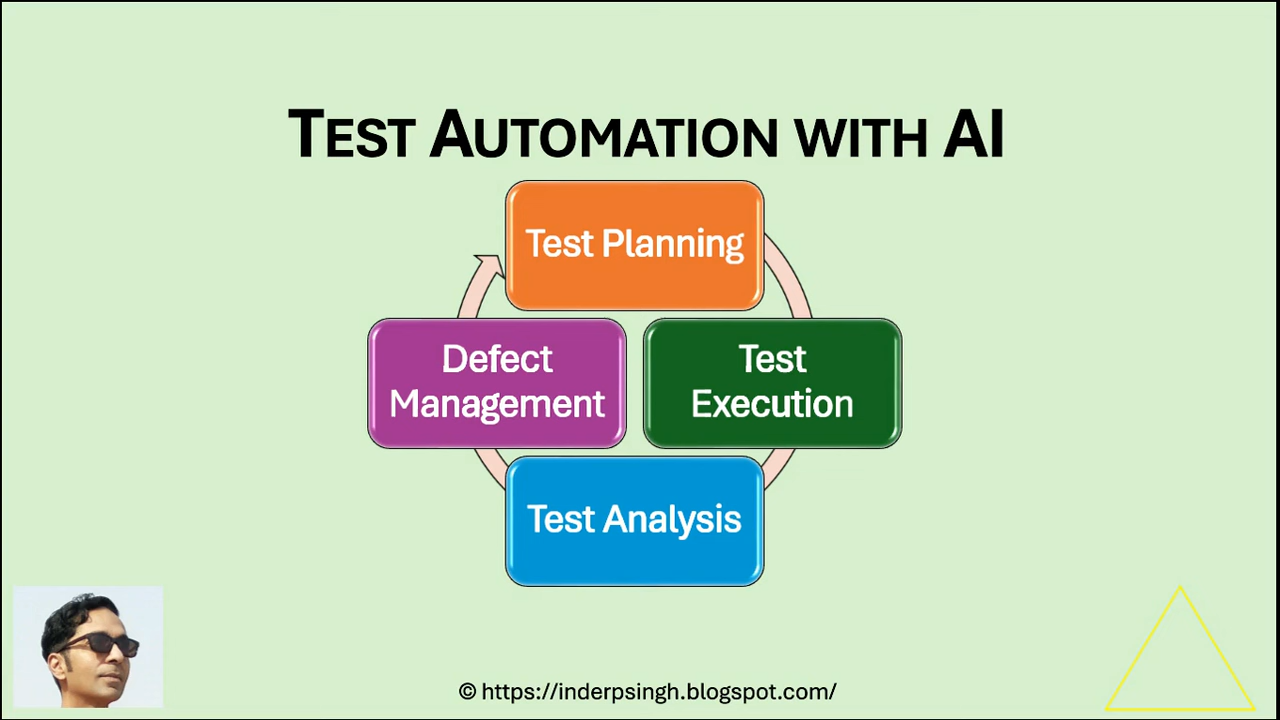 TEST AUTOMATION WITH AI
Test Planning
Defect
Management
Test
Execution
Test Analysis
© https://inderpsingh.blogspot.com/